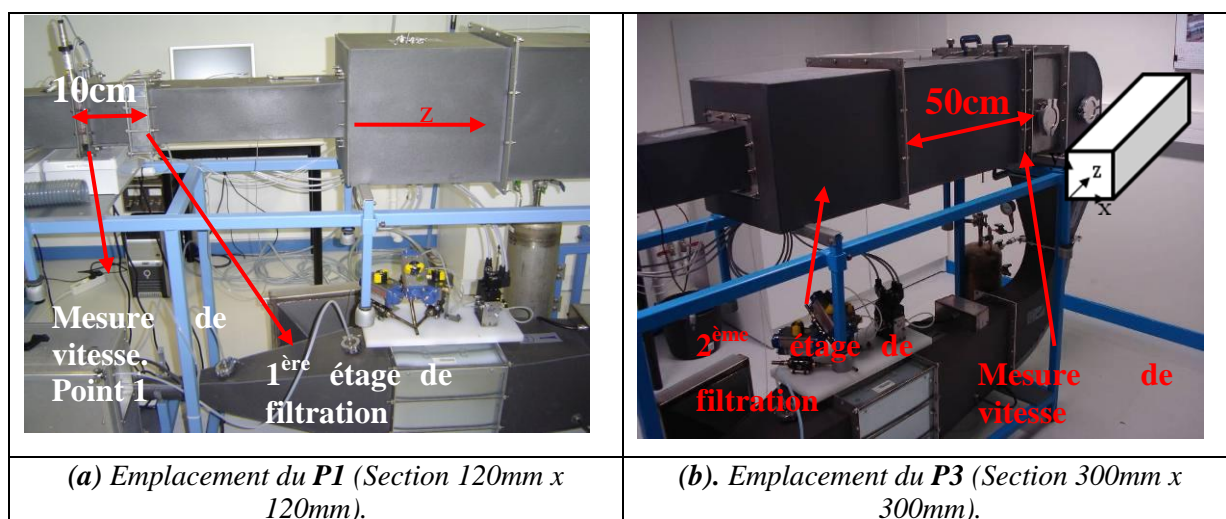 10cm
z
Mesure de
vitesse.
Point 1
1ère étage de
filtration
50cm
z
x
2ème étage de
filtration
Mesure de
vitesse
(a) Emplacement du P1 (Section 120mm x
120mm).
(b). Emplacement du P3 (Section 300mm x
300mm).